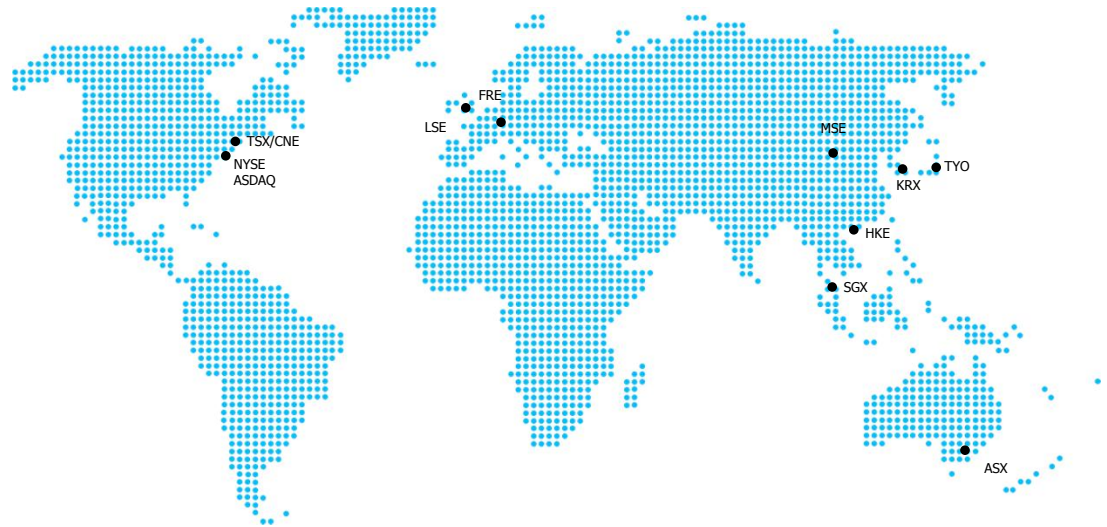 FRE
LSE
MSE
TSX/CNE
NYSE
ASDAQ
TYO
KRX
HKE
SGX
ASX